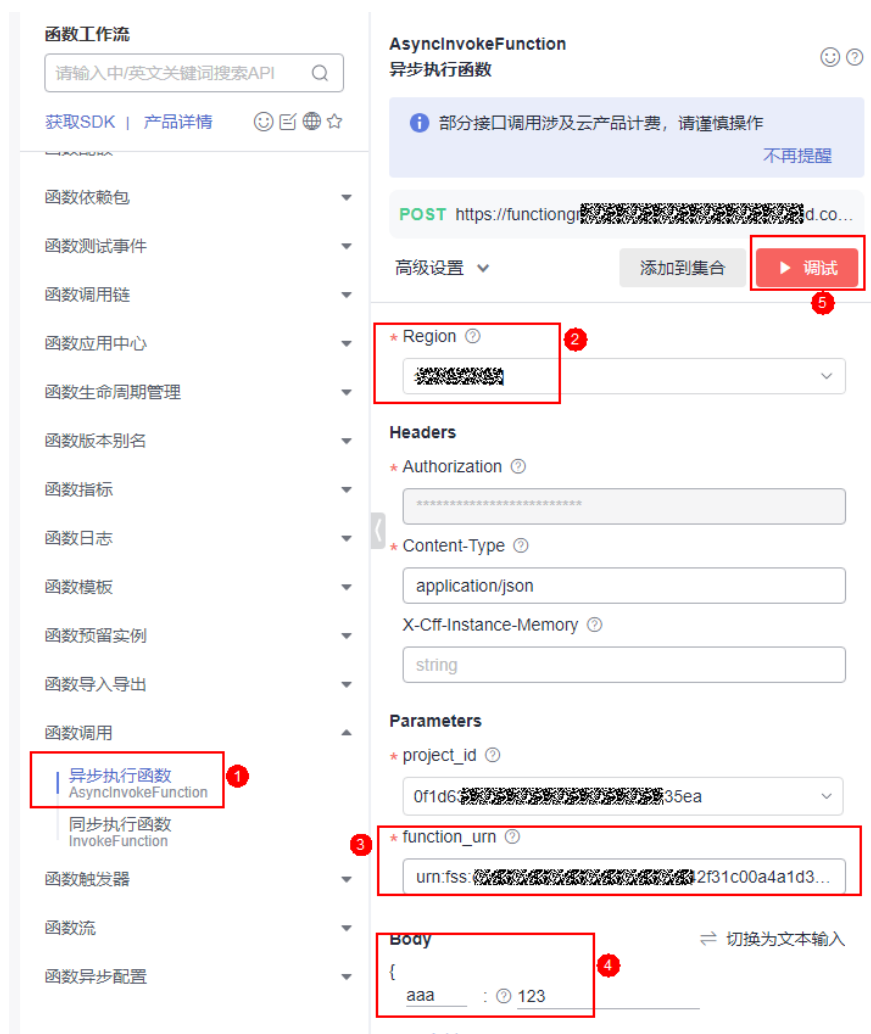 函数工作流
请输入中/英文关键词搜索API
获取SDK | 产品详情
函数依赖包
函数测试事件
函数调用链
函数应用中心
函数生命周期管理
函数版本别名
函数指标
函数日志
函数模板
函数预留实例
函数导入导出
函数调用
异步执行函数
AsyncInvokeFunction
1
同步执行函数
InvokeFunction
函数触发器
函数流
函数异步配置
AsyncInvokeFunction
异步执行函数
部分接口调用涉及云产品计费，请谨慎操作
不再提醒
POST https://functiongr d.co...
高级设置 添加到集合 调试
5
* Region
2
Headers
* Authorization
*************************
* Content-Type
application/json
X-Cff-Instance-Memory
string
Parameters
* project_id
0f1d63 35ea
3
* function_urn
urn:fss: 42f31c00a4a1d3...
Body 切换为文本输入
{
4
aaa : 123